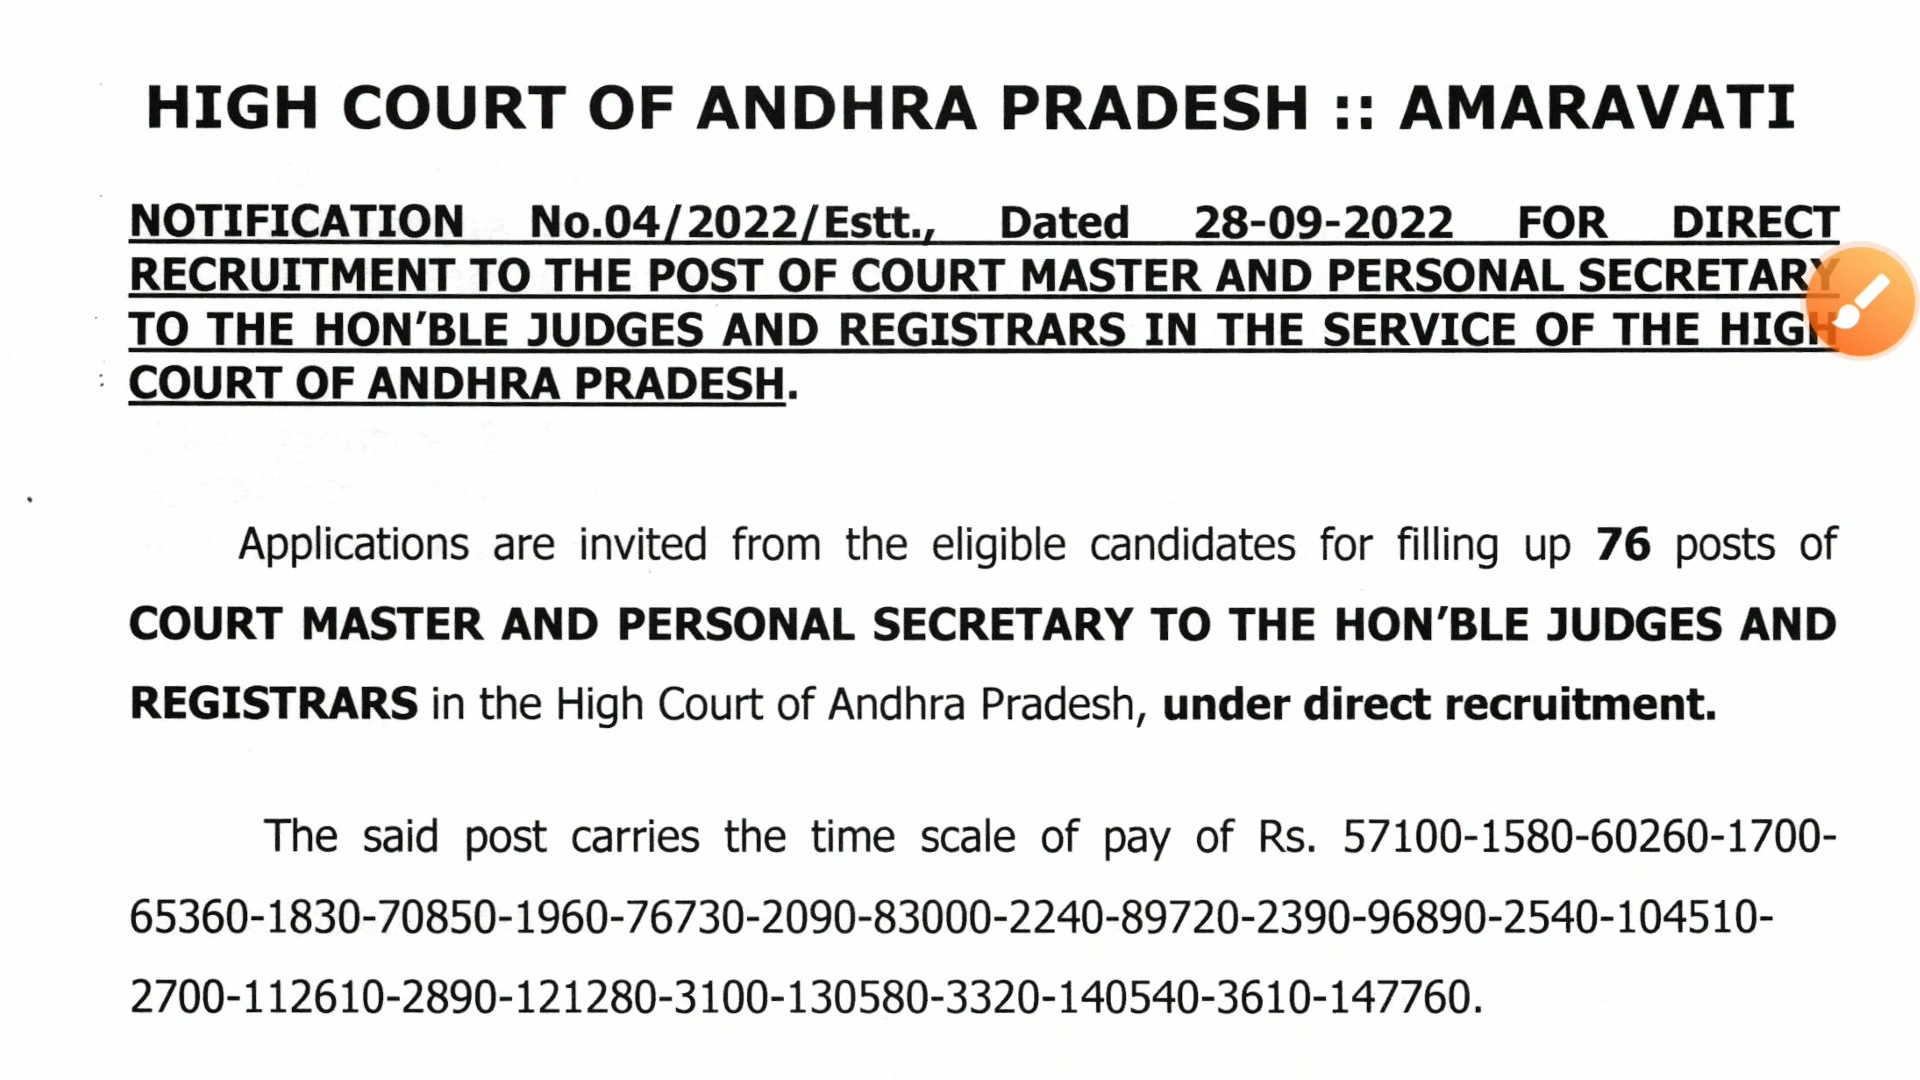 HIGH COURT OF ANDHRA PRADESH :: AMARAVATI
NOTIFICATION No.04/2022/Estt., Dated 28-09-2022 FOR DIRECT
RECRUITMENT TO THE POST OF COURT MASTER AND PERSONAL SECRETARY
TO THE HON'BLE JUDGES AND REGISTRARS IN THE SERVICE OF THE HIGH
COURT OF ANDHRA PRADESH.
Applications are invited from the eligible candidates for filling up 76 posts of
COURT MASTER AND PERSONAL SECRETARY TO THE HON'BLE JUDGES AND
REGISTRARS in the High Court of Andhra Pradesh, under direct recruitment.
The said post carries the time scale of pay of Rs. 57100-1580-60260-1700-
65360-1830-70850-1960-76730-2090-83000-2240-89720-2390-96890-2540-104510-
2700-112610-2890-121280-3100-130580-3320-140540-3610-147760.